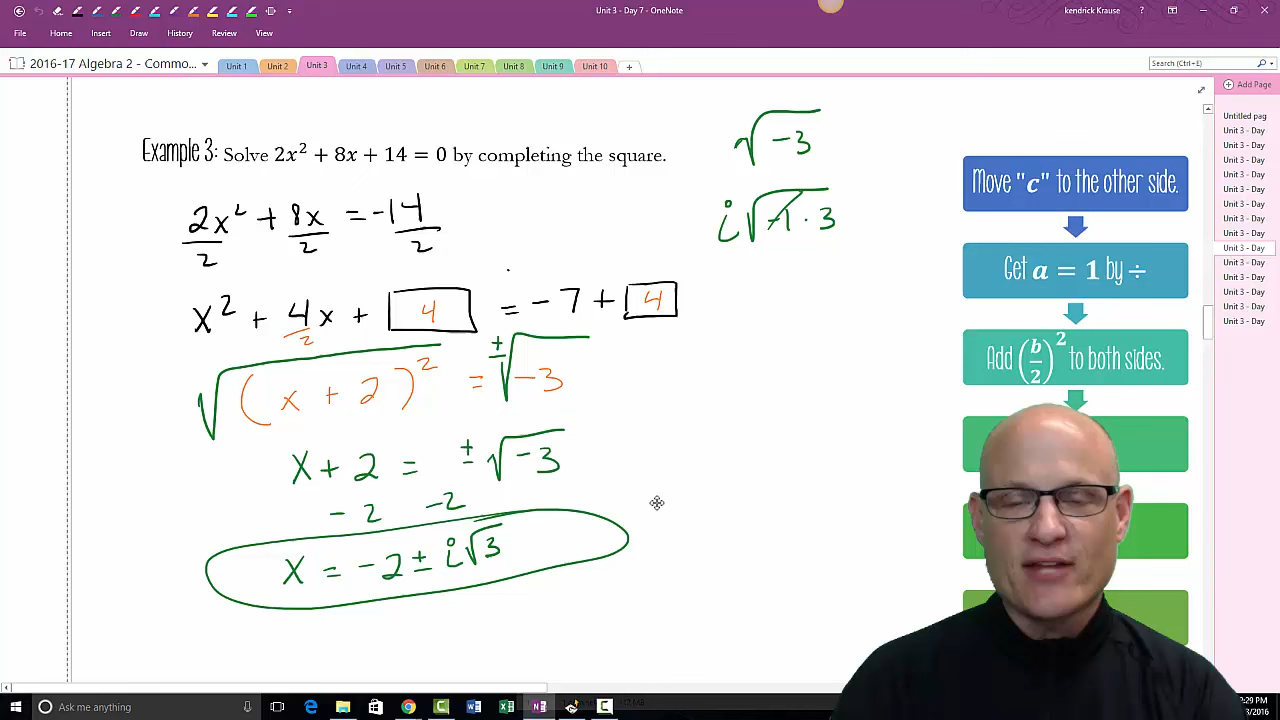 Unit 3 - Day 7 - OneNote
kendrick Krause
File Home Insert Draw History Review View
2016-17 Algebra 2 - Commo...
Unit 1 Unit 2 Unit 3 Unit 4 Unit 5 Unit 6 Unit 7 Unit 8 Unit 9 Unit 10
Search (Ctrl+E)
Add Page
Untitled pag
Unit 3 - Day
Unit 3 - Day
Unit 3 - Day
Unit 3 - Day
Unit 3 - Day
Unit 3 - Day
Unit 3 - Day
Unit 3 - Day
Unit 3 - Day
Unit 3 - Day
Unit 3 - Day
Unit 3 - Day
Unit 3 - Day
Unit 3 - Day
Example 3: Solve 2x² + 8x + 14 = 0 by completing the square.
2x²/2 + 8x/2 = -14/2
x² + 4x/2 + 4 = -7 + 4
√(x + 2)² = ±√-3
x + 2 = ±√-3
- 2 -2
x = -2 ± i√3
√-3
i√-1 · 3
Move "c" to the other side.
Get a = 1 by ÷
Add (b/2)² to both sides.
Ask me anything